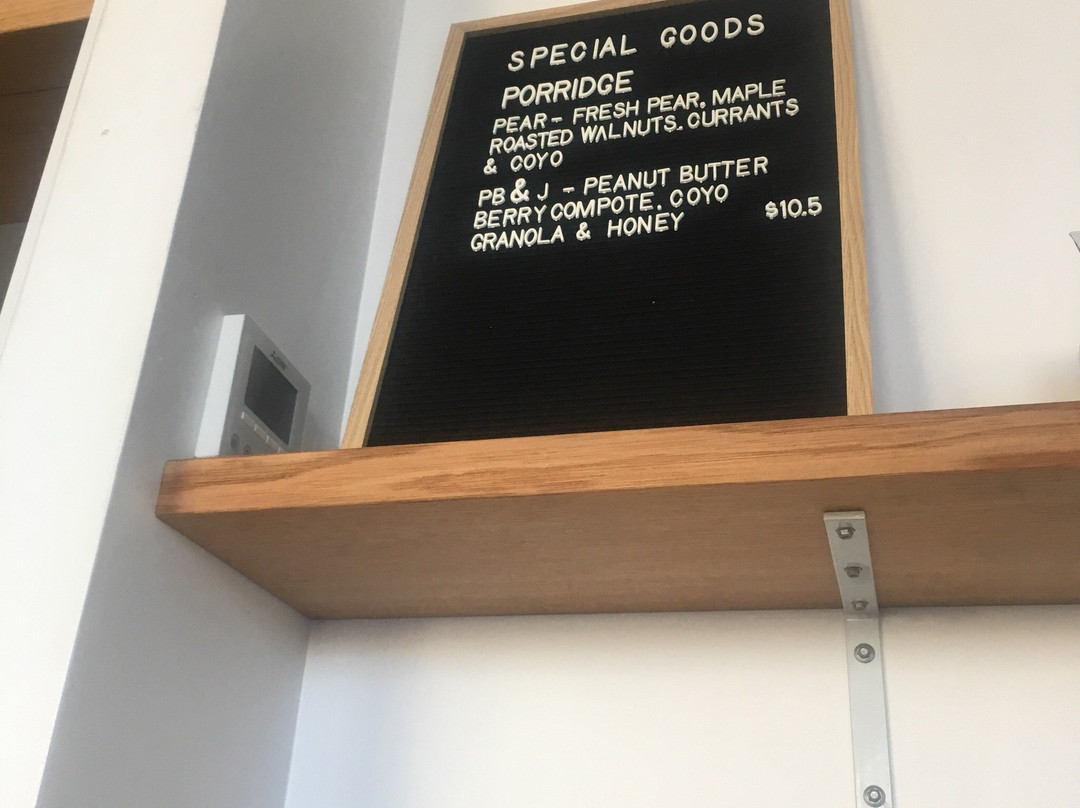 SPECIAL GOODS
PORRIDGE
PEAR - FRESH PEAR, MAPLE
ROASTED WALNUTS. CURRANTS
& COYO
PB & J - PEANUT BUTTER
BERRY COMPOTE, COYO $10.5
GRANOLA & HONEY